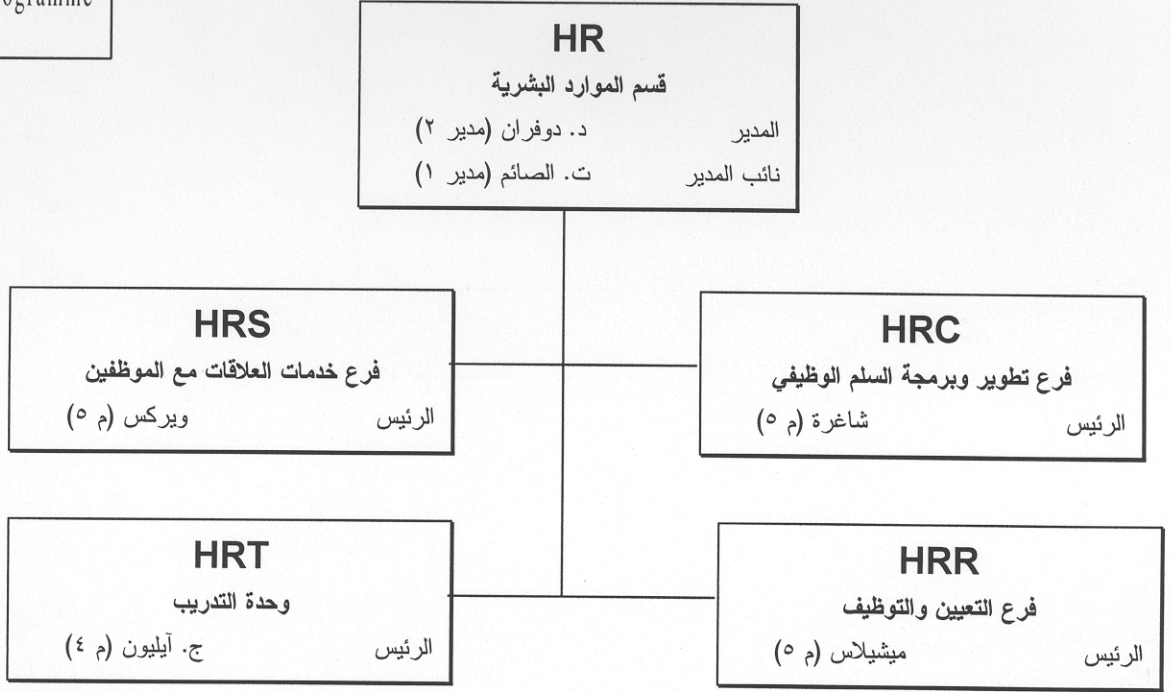 ogramme
HR
قسم الموارد البشرية
المدير د. دوفران (مدير ٢)
نائب المدير ت. الصائم (مدير ١)
HRS
فرع خدمات العلاقات مع الموظفين
الرئيس ويركس (م ٥)
HRC
فرع تطوير وبرمجة السلم الوظيفي
الرئيس شاغرة (م ٥)
HRT
وحدة التدريب
الرئيس ج. آيليون (م ٤)
HRR
فرع التعيين والتوظيف
الرئيس ميشيلاس (م ٥)